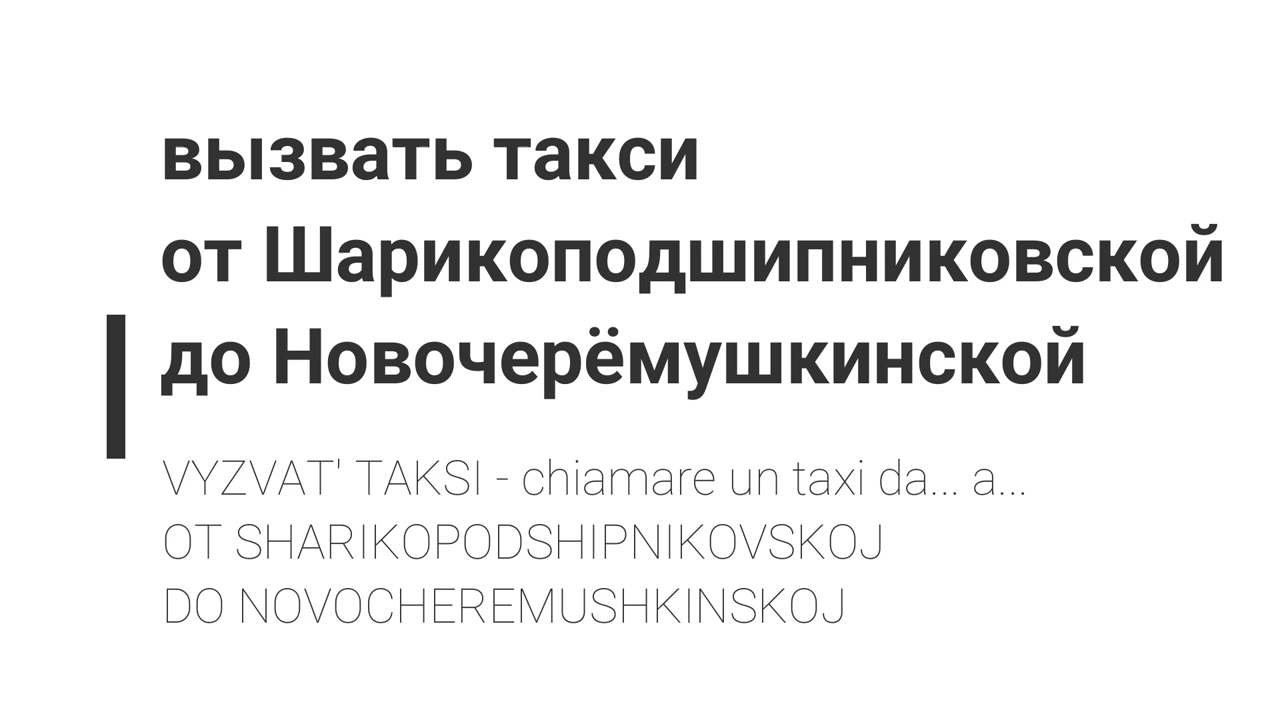 вызвать такси
от Шарикоподшипниковской
до Новочерёмушкинской
VYZVAT' TAKSI - chiamare un taxi da... a...
OT SHARIKOPODSHIPNIKOVSKOJ
DO NOVOCHEREMUSHKINSKOJ